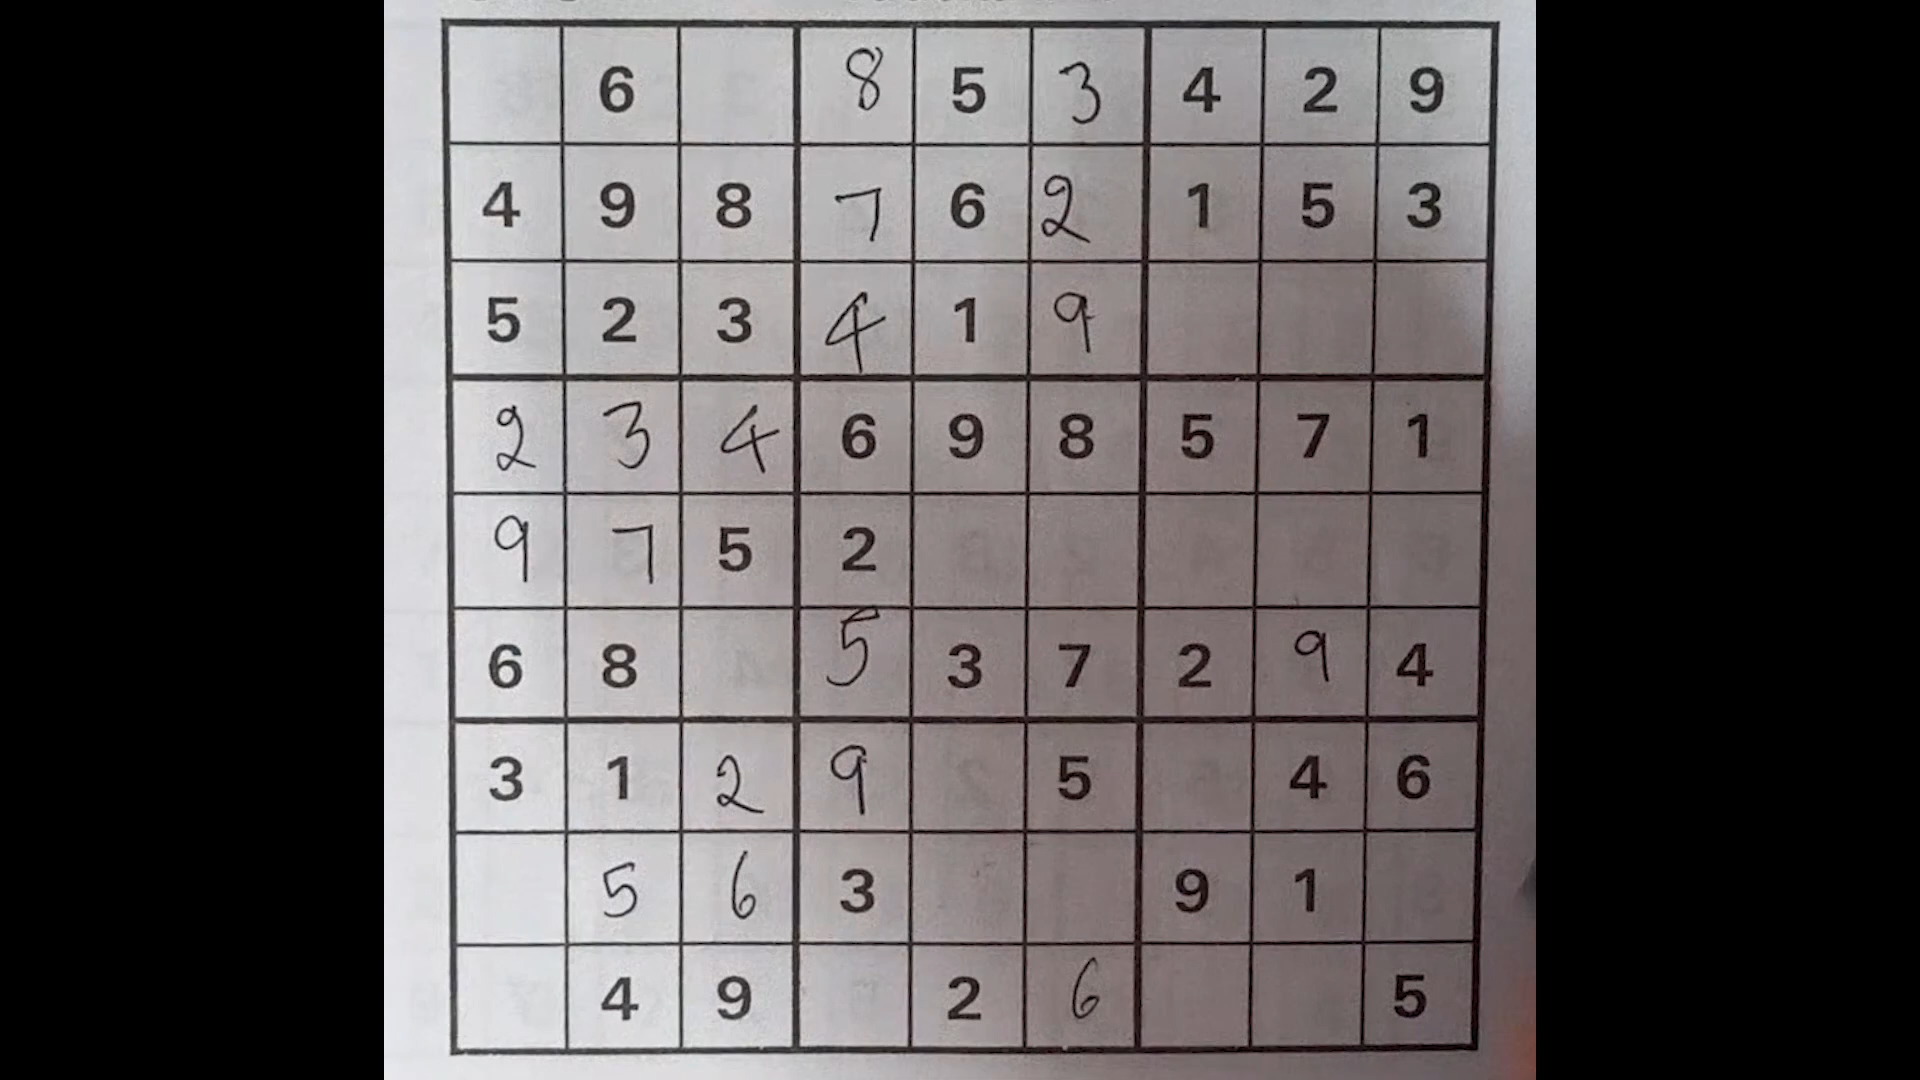 6 8 5 3 4 2 9
4 9 8 7 6 2 1 5 3
5 2 3 4 1 9
2 3 4 6 9 8 5 7 1
9 7 5 2
6 8 5 3 7 2 9 4
3 1 2 9 5 4 6
5 6 3 9 1
4 9 2 6 5